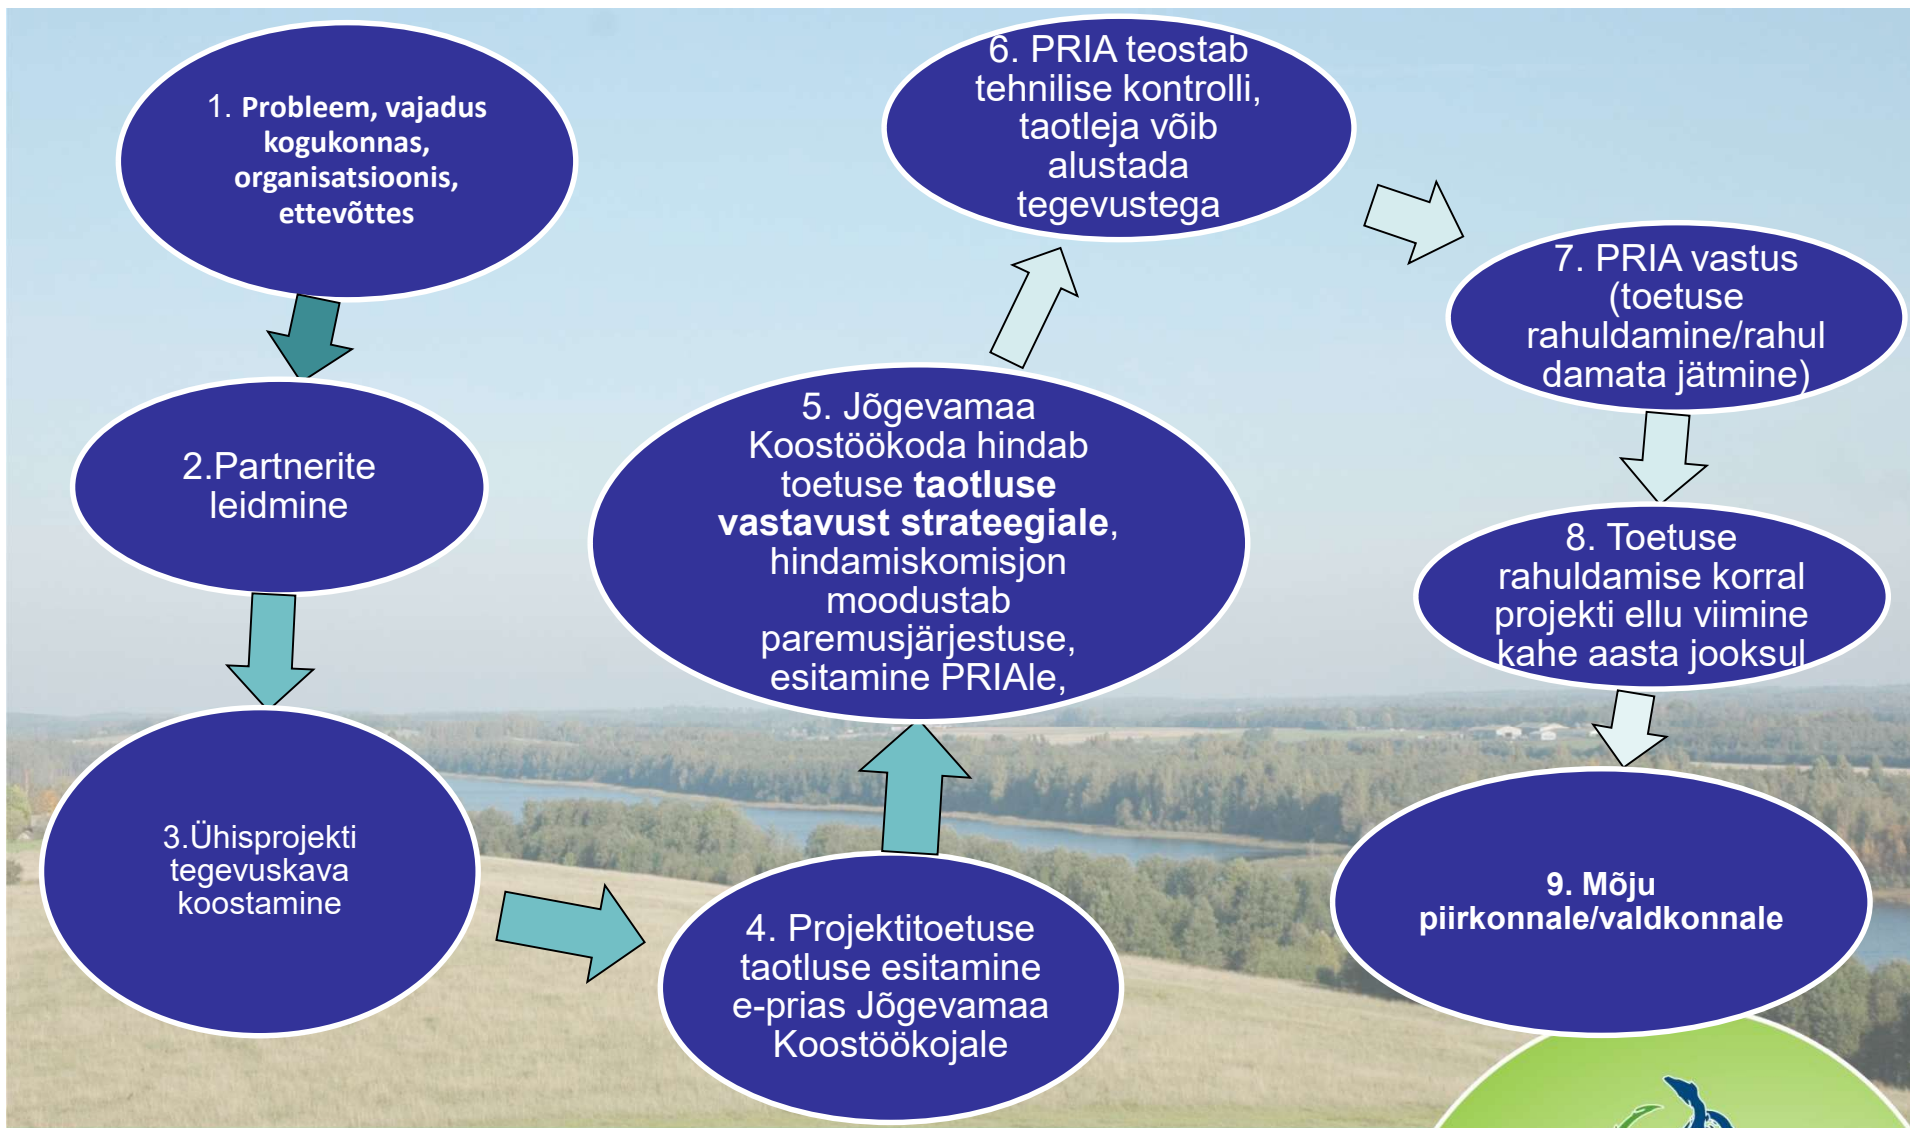 1. Probleem, vajadus
kogukonnas,
organisatsioonis,
ettevõttes
2.Partnerite
leidmine
3.Ühisprojekti
tegevuskava
koostamine
4. Projektitoetuse
taotluse esitamine
e-prias Jõgevamaa
Koostöökojale
5. Jõgevamaa
Koostöökoda hindab
toetuse taotluse
vastavust strateegiale,
hindamiskomisjon
moodustab
paremusjärjestuse,
esitamine PRIAle,
6. PRIA teostab
tehnilise kontrolli,
taotleja võib
alustada
tegevustega
7. PRIA vastus
(toetuse
rahuldamine/rahul
damata jätmine)
8. Toetuse
rahuldamise korral
projekti ellu viimine
kahe aasta jooksul
9. Mõju
piirkonnale/valdkonnale